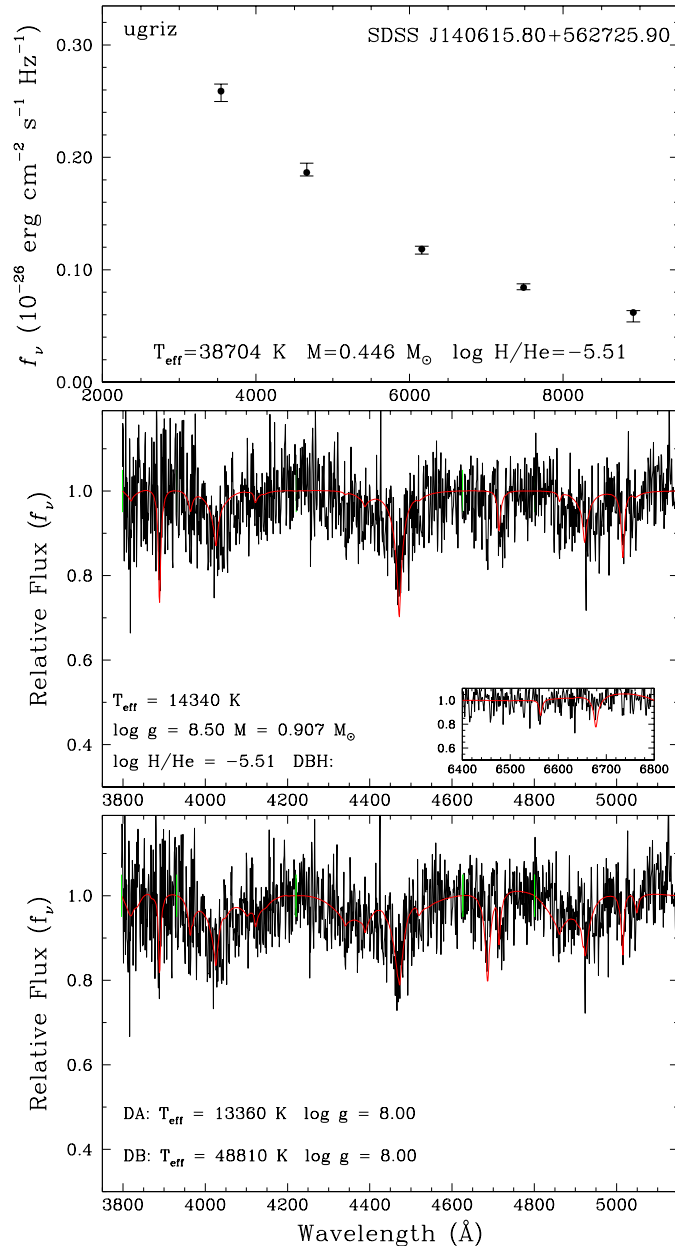 ugriz
SDSS J140615.80+562725.90
0.30
0.20
0.10
0.00
f_ν (10⁻²⁶ erg cm⁻² s⁻¹ Hz⁻¹)
T_eff=38704 K M=0.446 M_⊙ log H/He=−5.51
2000 4000 6000 8000
1.0
0.8
0.6
0.4
Relative Flux (f_ν)
T_eff = 14340 K
log g = 8.50 M = 0.907 M_⊙
log H/He = −5.51 DBH:
1.0
0.8
0.6
6400 6500 6600 6700 6800
3800 4000 4200 4400 4600 4800 5000
1.0
0.8
0.6
0.4
Relative Flux (f_ν)
DA: T_eff = 13360 K log g = 8.00
DB: T_eff = 48810 K log g = 8.00
3800 4000 4200 4400 4600 4800 5000
Wavelength (Å)